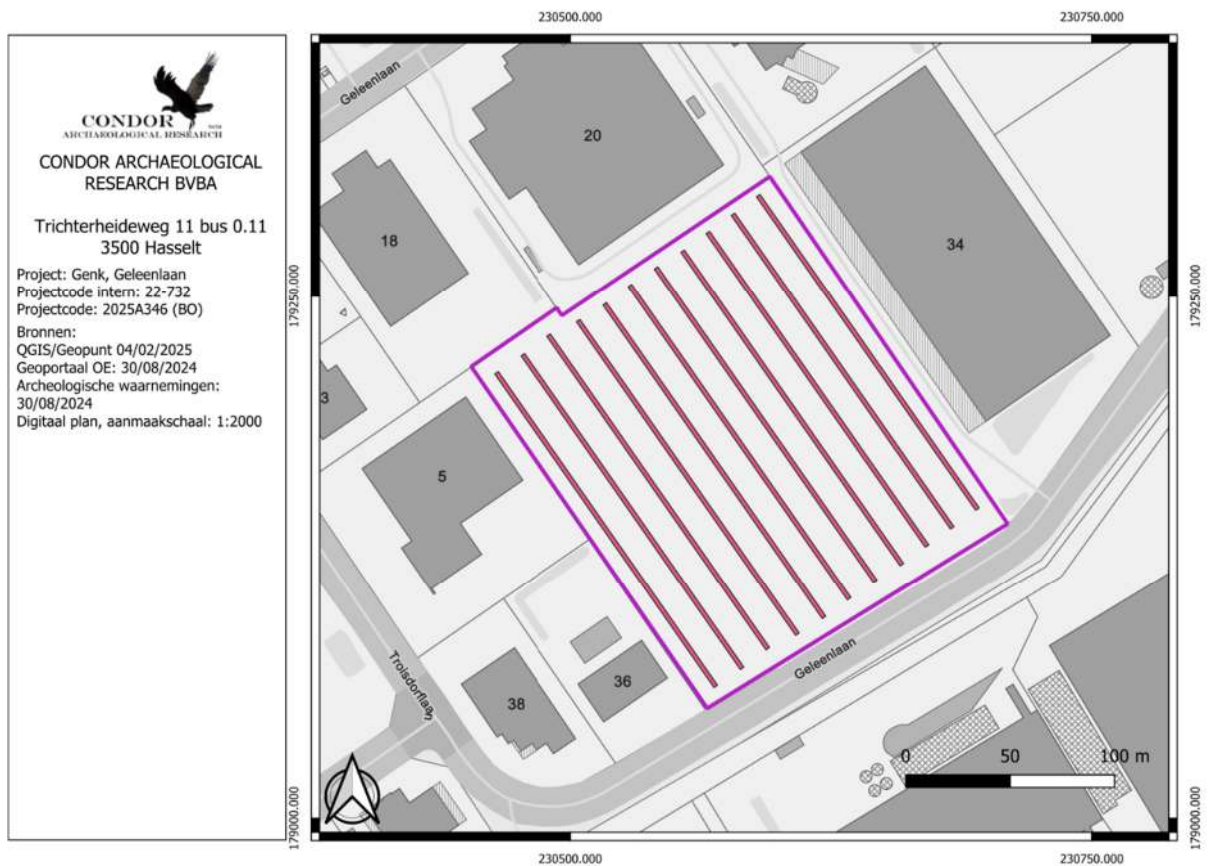 CONDOR
ARCHAEOLOGICAL RESEARCH
CONDOR ARCHAEOLOGICAL
RESEARCH BVBA
Trichterheideweg 11 bus 0.11
3500 Hasselt
Project: Genk, Geleenlaan
Projectcode intern: 22-732
Projectcode: 2025A346 (BO)
Bronnen:
QGIS/Geopunt 04/02/2025
Geoportaal OE: 30/08/2024
Archeologische waarnemingen:
30/08/2024
Digitaal plan, aanmaakschaal: 1:2000
230500.000
230750.000
Geleenlaan
20
18
34
179250.000
179250.000
3
5
Geleenlaan
Troisdorflaan
36
38
0 50 100 m
179000.000
179000.000
230500.000
230750.000